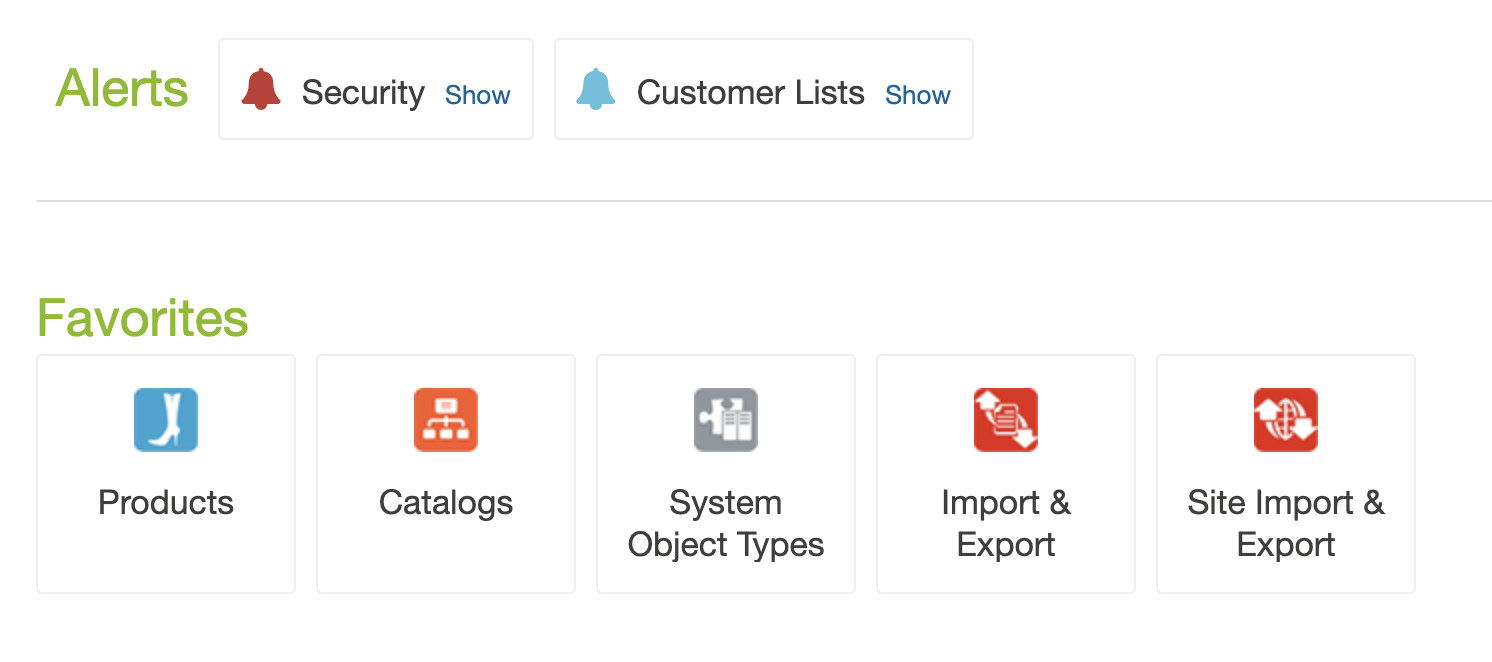 Alerts Security Show Customer Lists Show
Favorites
Products Catalogs System Object Types Import & Export Site Import & Export